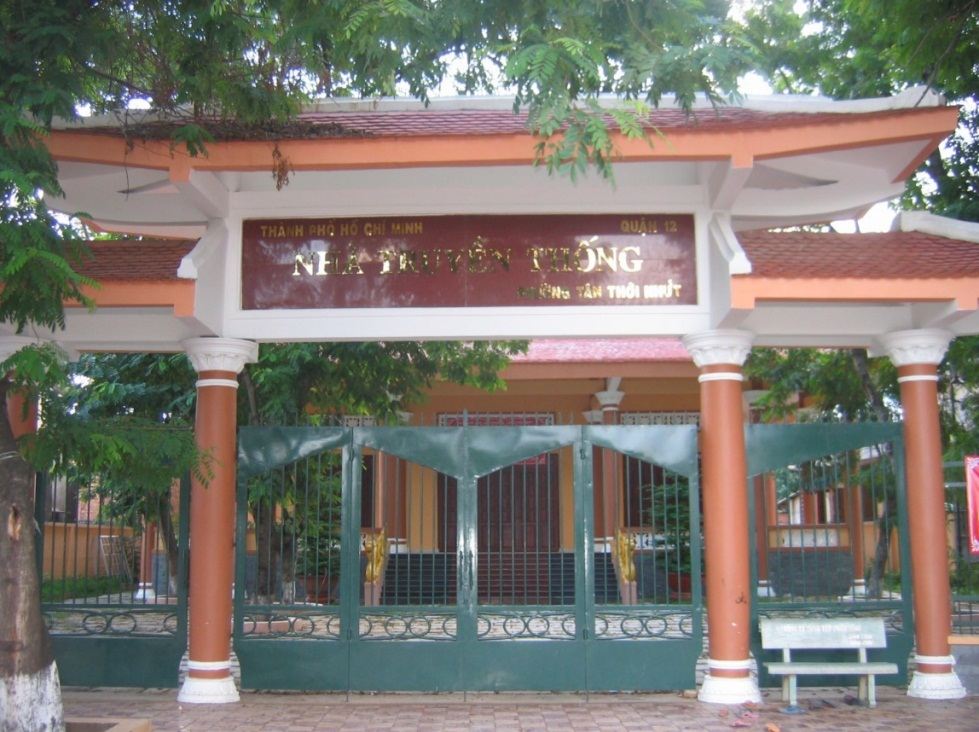 THÀNH PHỐ HỒ CHÍ MINH QUẬN 12
NHÀ TRUYỀN THỐNG
PHƯỜNG TÂN THỚI NHỨT